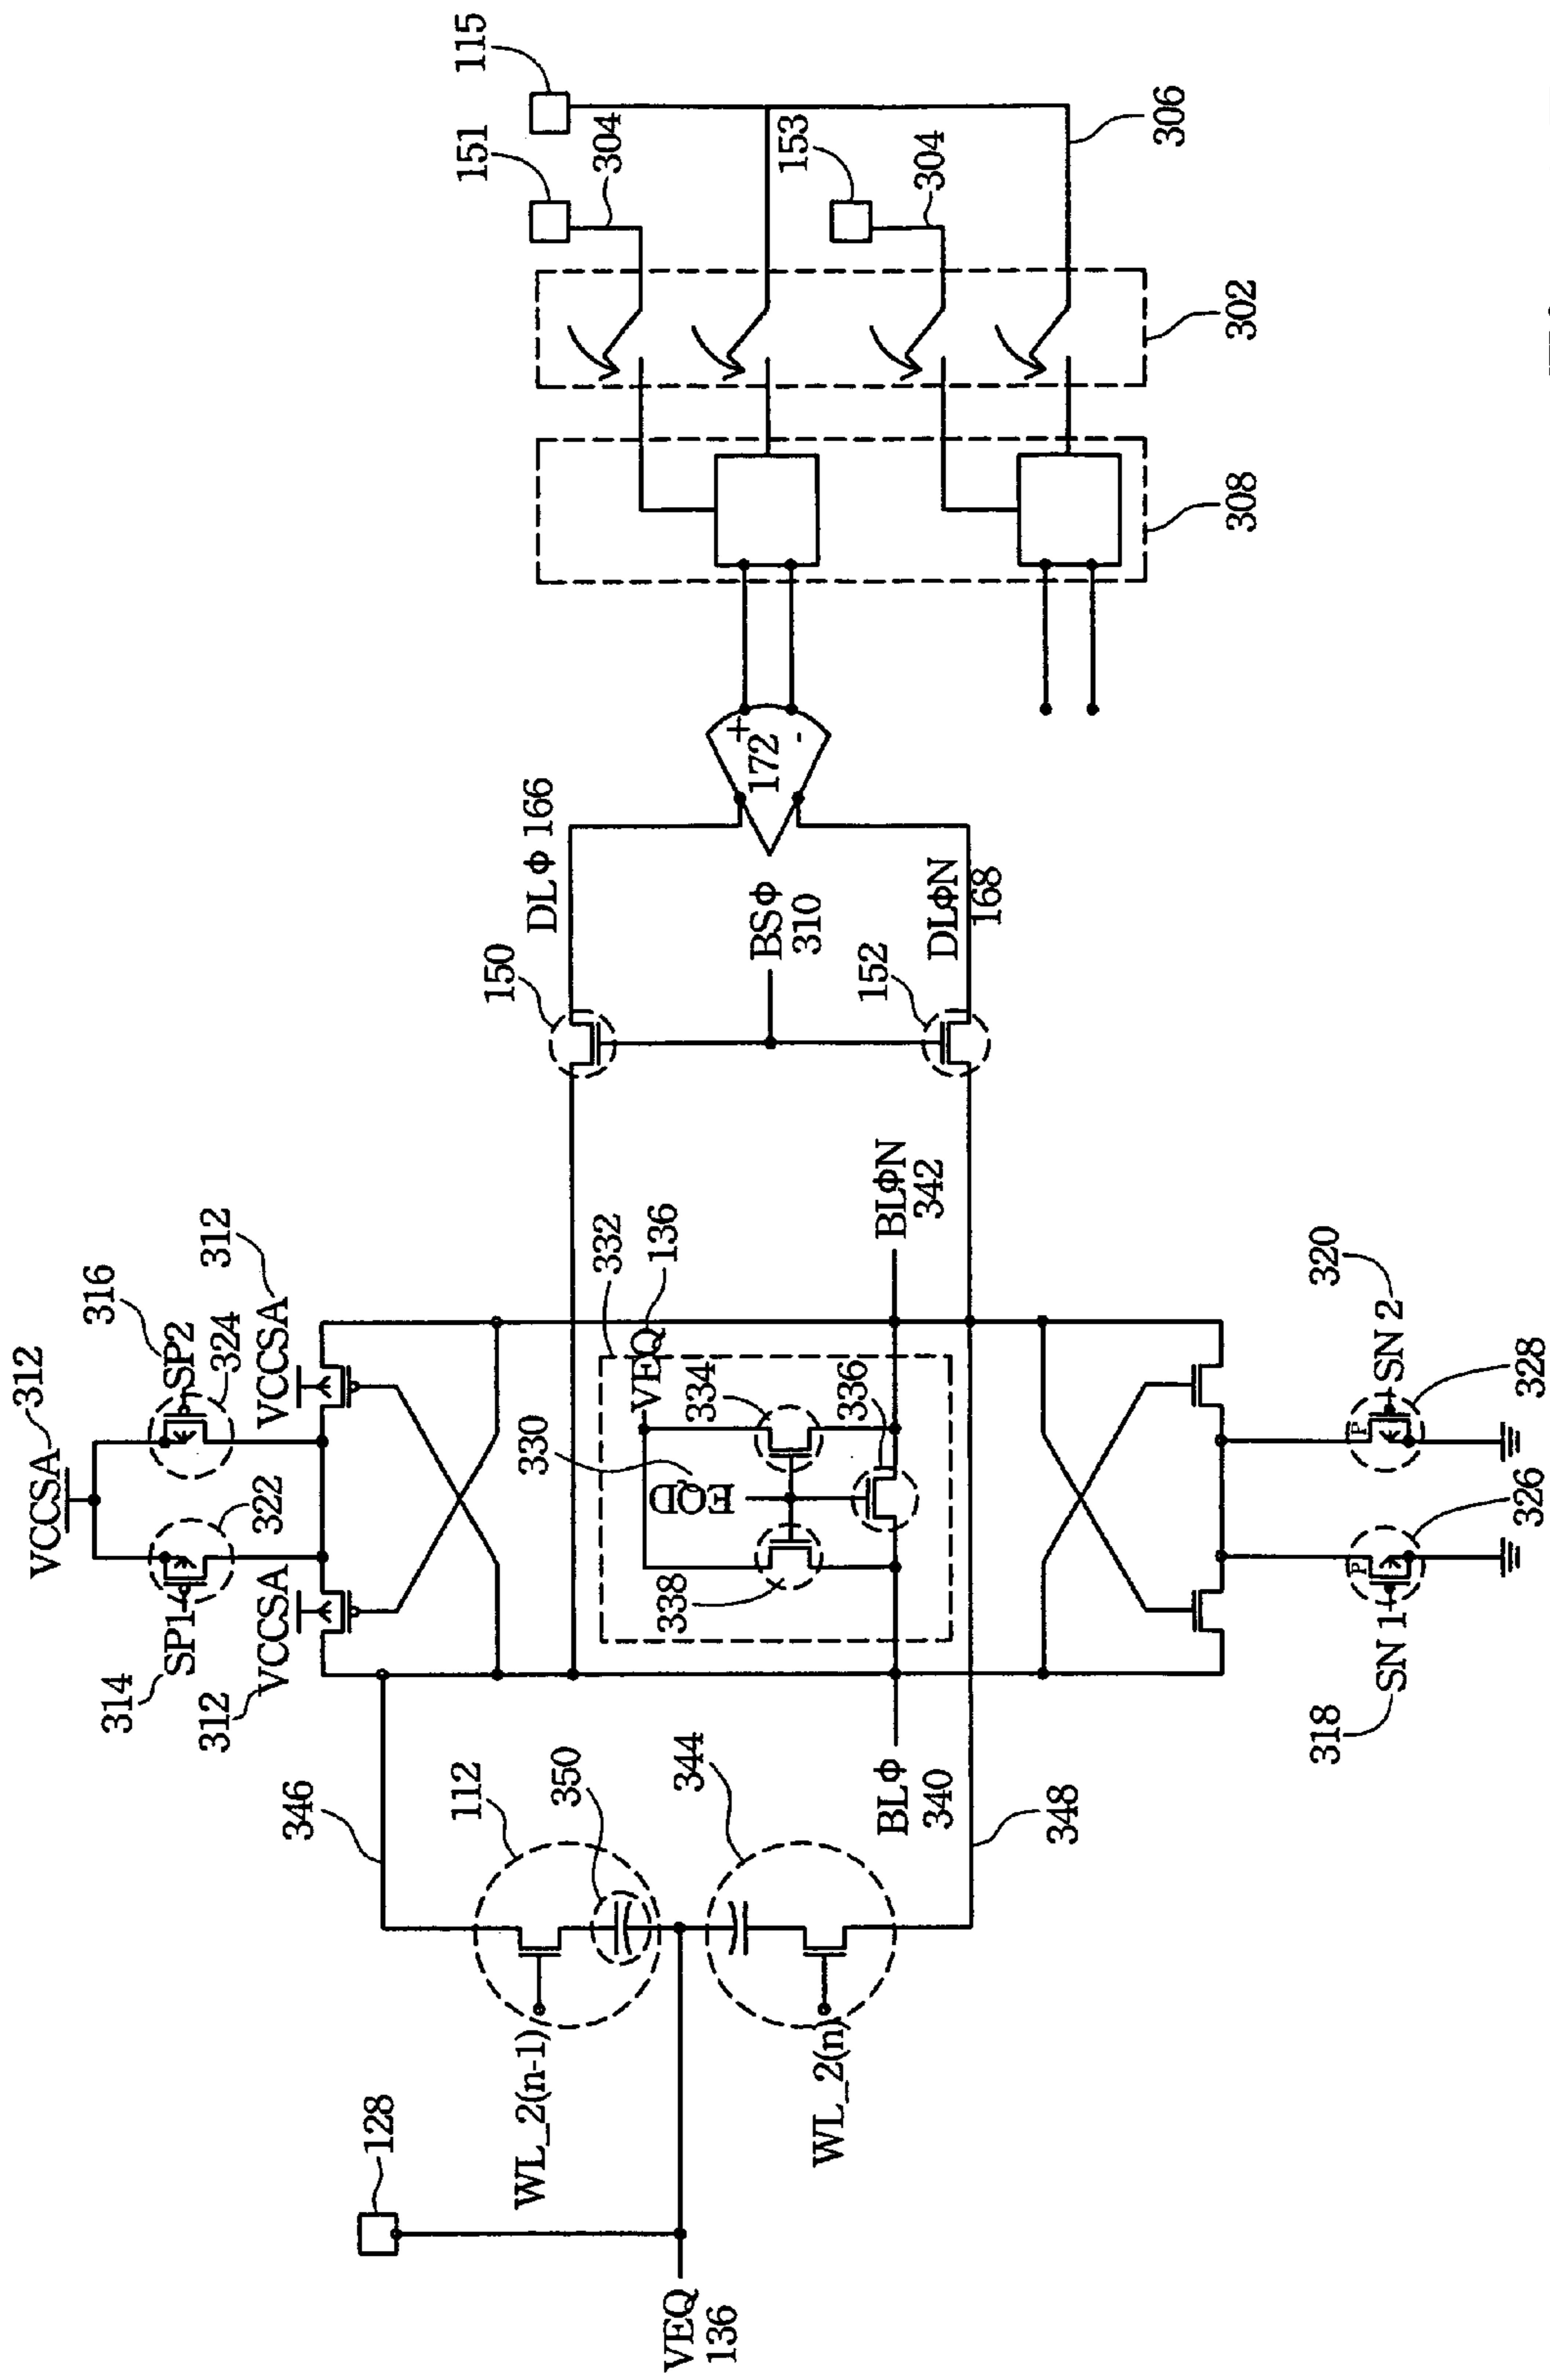 115
151
304
153
304
306
302
308
172
+
-
DLΦ 166
BSΦ
310
DLΦN
168
150
152
312
VCCSA
316
SP2
324
312
VCCSA
SP1
314
322
VCCSA
312
332
VEQ
136
334
336
330
EQD
338
BLΦN
342
BLΦ
340
320
SN 2
328
P
P
326
SN 1
318
346
112
350
344
348
WL_2(n-1)
WL_2(n)
128
VEQ
136